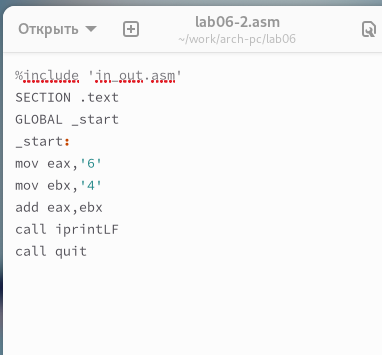 Открыть
lab06-2.asm
~/work/arch-pc/lab06
%include 'in_out.asm'
SECTION .text
GLOBAL _start
_start:
mov eax,'6'
mov ebx,'4'
add eax,ebx
call iprintLF
call quit